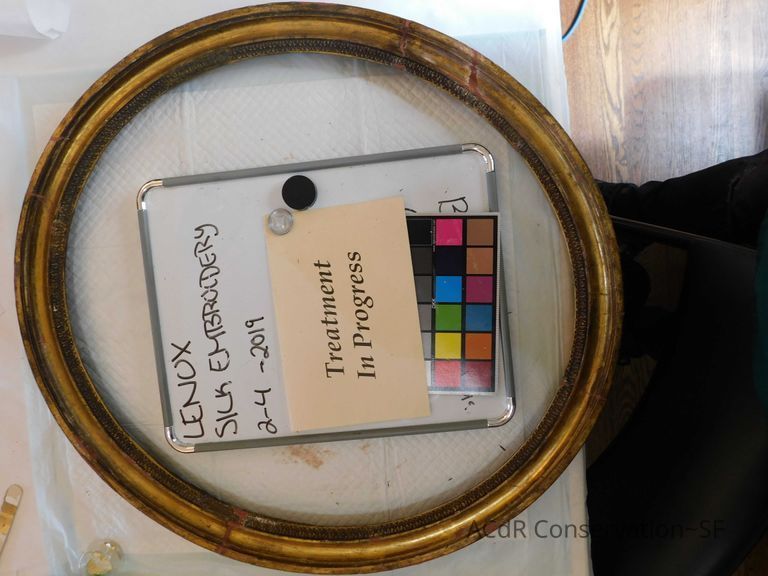 LENOX
SILK EMBROIDERY
2-4-2019
Treatment
In Progress
ACdR Conservation~SF